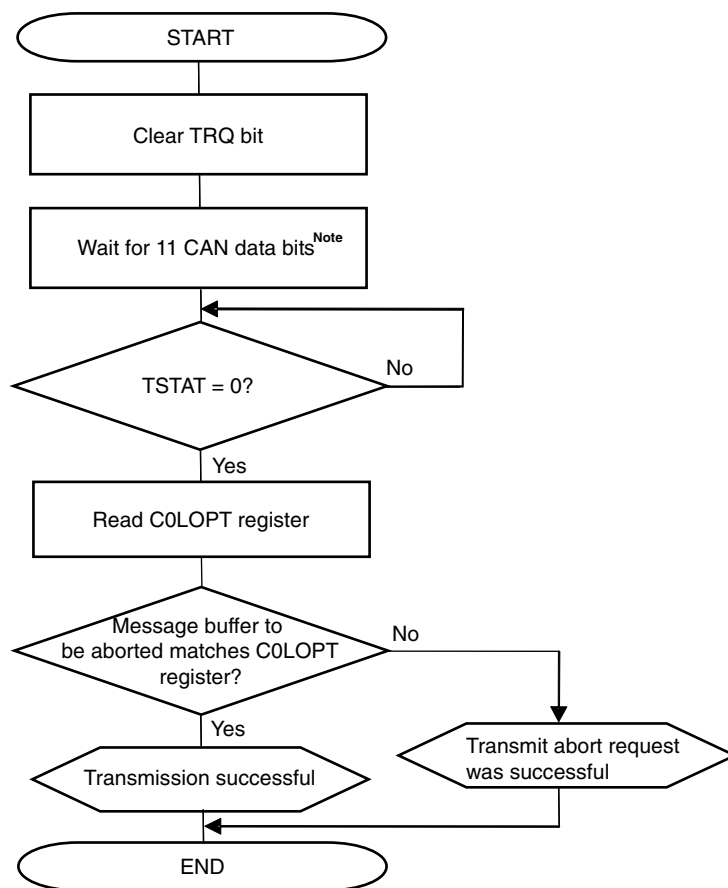 START
Clear TRQ bit
Wait for 11 CAN data bits Note
TSTAT = 0?
No
Yes
Read C0LOPT register
Message buffer to
be aborted matches C0LOPT
register?
No
Yes
Transmission successful
Transmit abort request
was successful
END